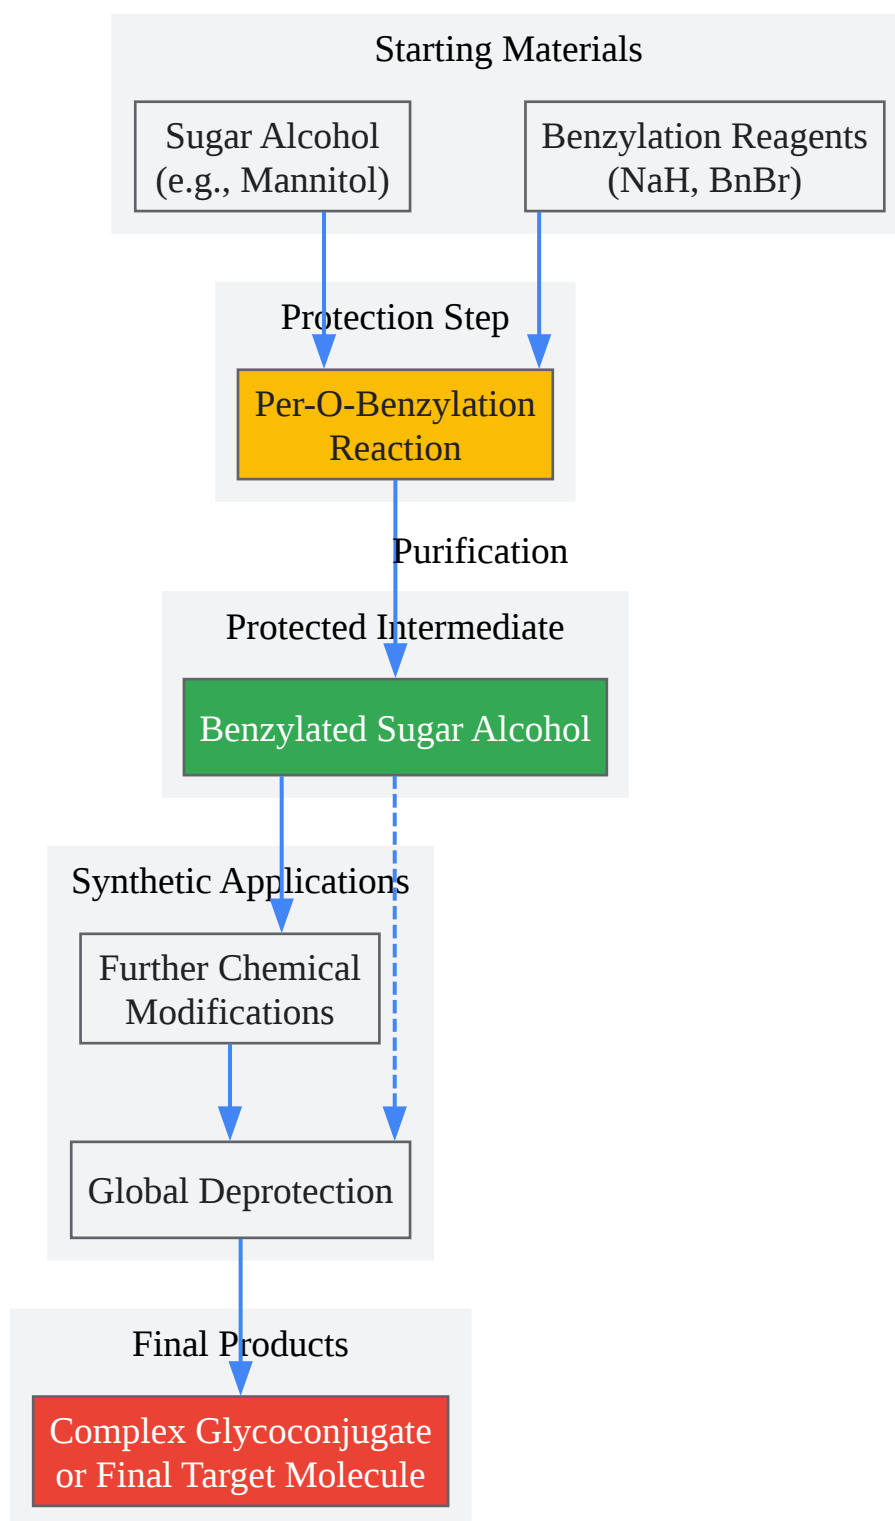 Starting Materials
Sugar Alcohol
(e.g., Mannitol)
Benzylation Reagents
(NaH, BnBr)
Protection Step
Per-O-Benzylation
Reaction
Purification
Protected Intermediate
Benzylated Sugar Alcohol
Synthetic Applications
Further Chemical
Modifications
Global Deprotection
Final Products
Complex Glycoconjugate
or Final Target Molecule